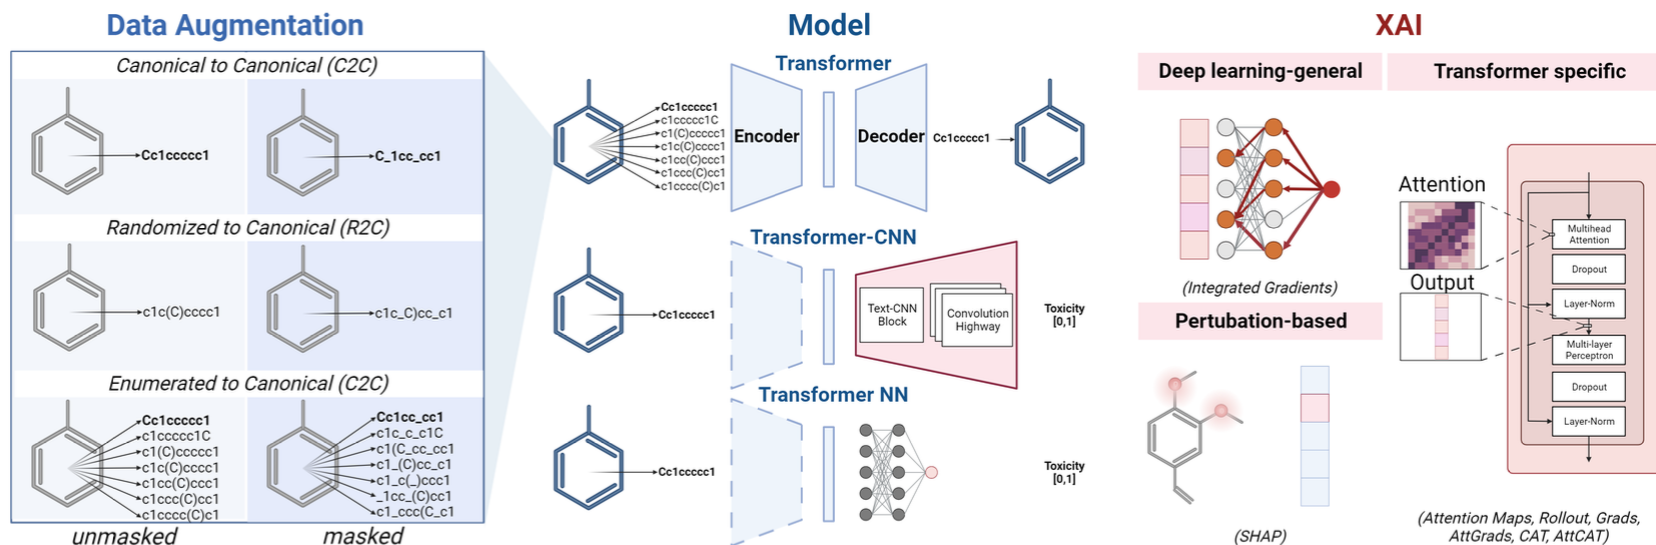 Data Augmentation
Canonical to Canonical (C2C)
Cc1ccccc1
C_1cc_cc1
Randomized to Canonical (R2C)
c1c(C)cccc1
c1c_C)cc_c1
Enumerated to Canonical (C2C)
Cc1ccccc1
c1ccccc1C
c1(C)ccccc1
c1c(C)cccc1
c1cc(C)ccc1
c1ccc(C)cc1
c1cccc(C)c1
Cc1cc_cc1
c1c_c_c1C
c1(C_cc_cc1
c1_(C)cc_c1
c1_c(_)ccc1
_1cc_(C)cc1
c1_ccc(C_c1
unmasked
masked
Model
Transformer
Cc1ccccc1
c1ccccc1C
c1(C)ccccc1
c1c(C)cccc1
c1cc(C)ccc1
c1ccc(C)cc1
c1cccc(C)c1
Encoder
Decoder
Cc1ccccc1
Transformer-CNN
Cc1ccccc1
Text-CNN
Block
Convolution
Highway
Toxicity
[0,1]
Transformer NN
Cc1ccccc1
Toxicity
[0,1]
XAI
Deep learning-general
(Integrated Gradients)
Pertubation-based
(SHAP)
Transformer specific
Attention
Output
Multihead
Attention
Dropout
Layer-Norm
Multi-layer
Perceptron
Dropout
Layer-Norm
(Attention Maps, Rollout, Grads,
AttGrads, CAT, AttCAT)